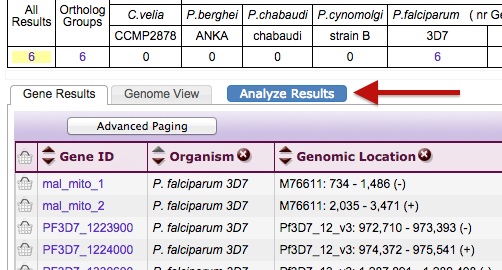 All Results Ortholog Groups C.velia P.berghei P.chabaudi P.cynomolgi P.falciparum ( nr Ge
CCMP2878 ANKA chabaudi strain B 3D7
6 6 0 0 0 0 6
Gene Results Genome View Analyze Results
Advanced Paging
Gene ID Organism Genomic Location
mal_mito_1 P. falciparum 3D7 M76611: 734 - 1,486 (-)
mal_mito_2 P. falciparum 3D7 M76611: 2,035 - 3,471 (+)
PF3D7_1223900 P. falciparum 3D7 Pf3D7_12_v3: 972,710 - 973,393 (-)
PF3D7_1224000 P. falciparum 3D7 Pf3D7_12_v3: 974,372 - 975,541 (+)